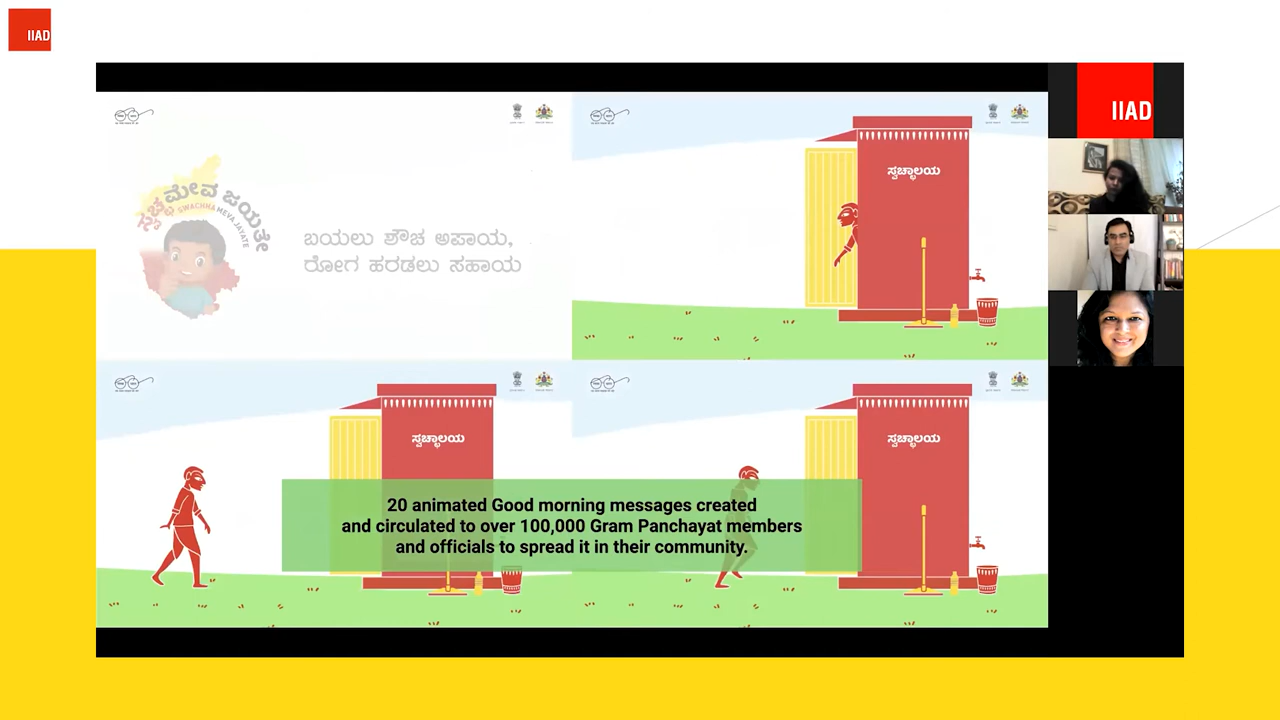 IIAD
IIAD
ಸ್ವಚ್ಛಮೇವ ಜಯತೇ
SWACHHA MEVA JAYATE
ಬಯಲು ಶೌಚ ಅಪಾಯ,
ರೋಗ ಹರಡಲು ಸಹಾಯ
ಸ್ವಚ್ಛಾಲಯ
ಸ್ವಚ್ಛಾಲಯ
ಸ್ವಚ್ಛಾಲಯ
20 animated Good morning messages created
and circulated to over 100,000 Gram Panchayat members
and officials to spread it in their community.